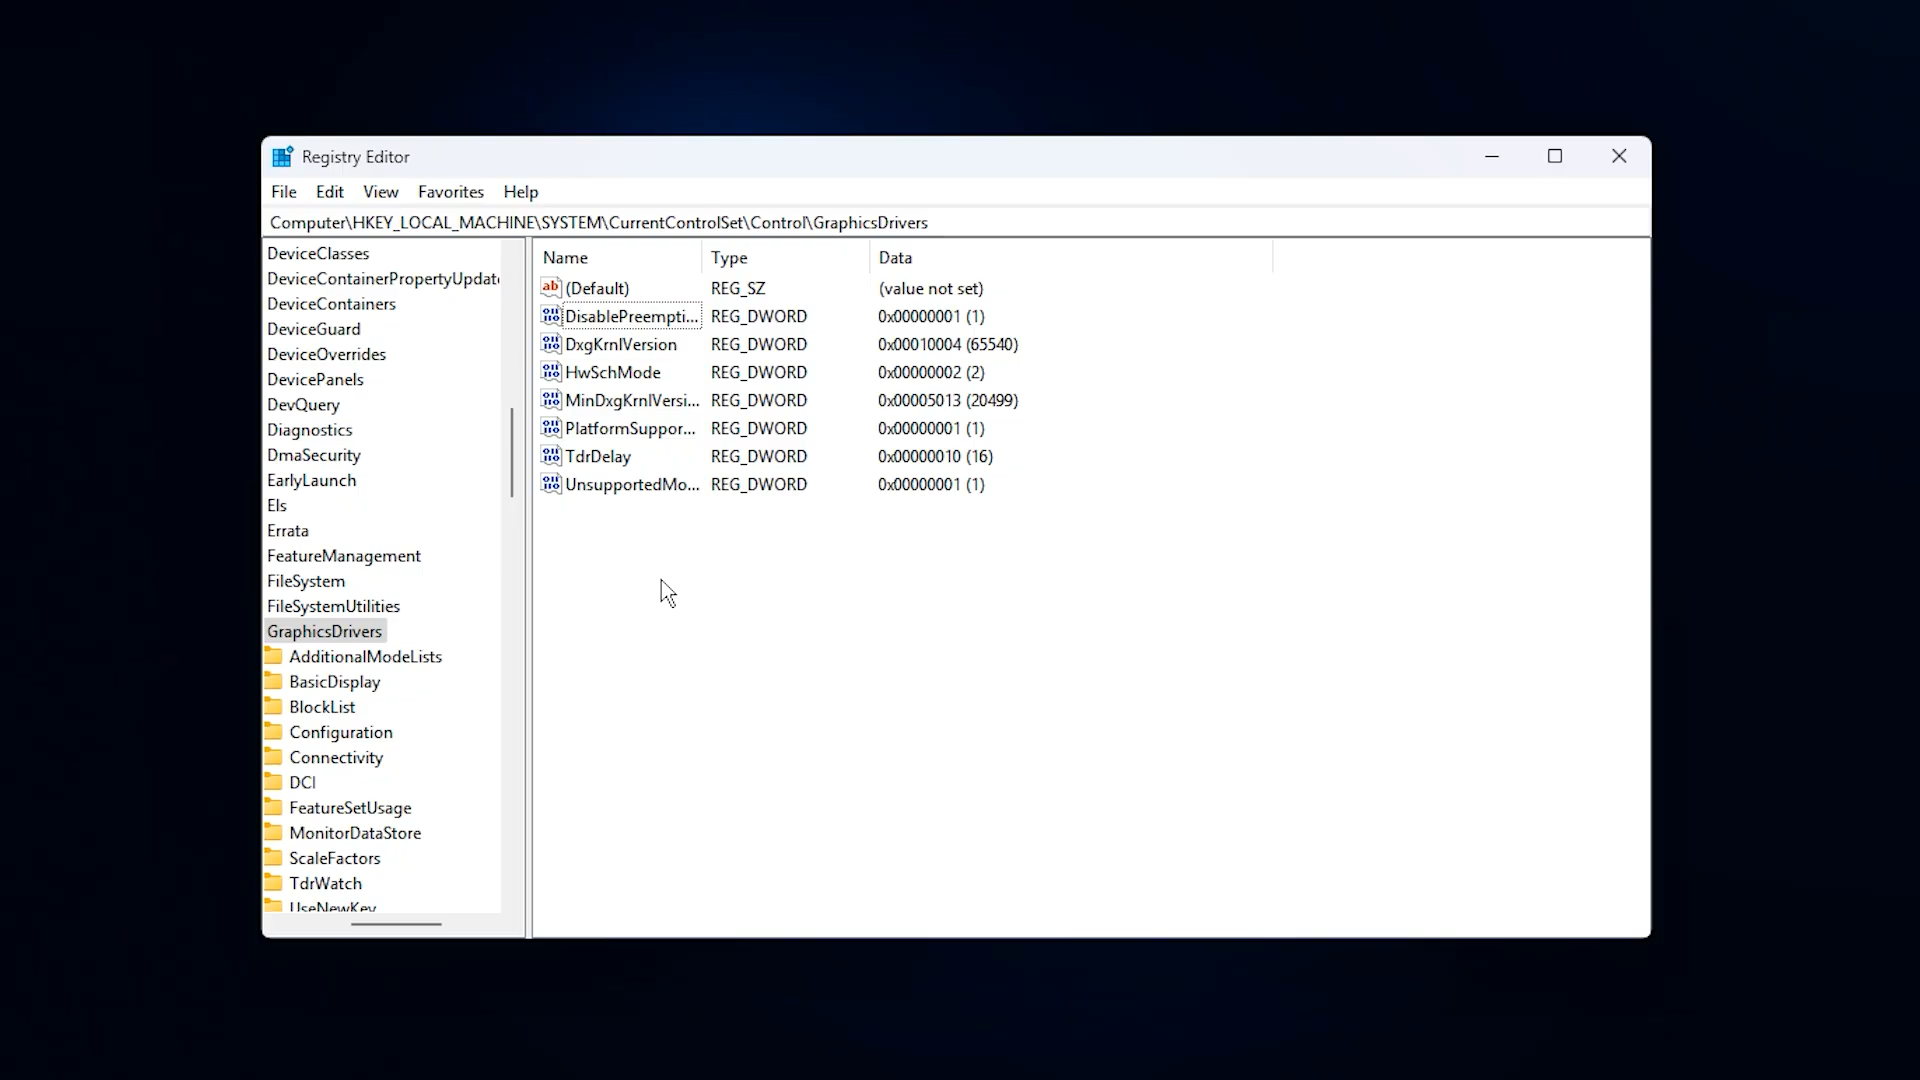 Registry Editor
File Edit View Favorites Help
Computer\HKEY_LOCAL_MACHINE\SYSTEM\CurrentControlSet\Control\GraphicsDrivers
DeviceClasses
DeviceContainerPropertyUpdat
DeviceContainers
DeviceGuard
DeviceOverrides
DevicePanels
DevQuery
Diagnostics
DmaSecurity
EarlyLaunch
Els
Errata
FeatureManagement
FileSystem
FileSystemUtilities
GraphicsDrivers
AdditionalModeLists
BasicDisplay
BlockList
Configuration
Connectivity
DCI
FeatureSetUsage
MonitorDataStore
ScaleFactors
TdrWatch
UseNewKey
Name Type Data
(Default) REG_SZ (value not set)
DisablePreempti... REG_DWORD 0x00000001 (1)
DxgKrnlVersion REG_DWORD 0x00010004 (65540)
HwSchMode REG_DWORD 0x00000002 (2)
MinDxgKrnlVersi... REG_DWORD 0x00005013 (20499)
PlatformSuppor... REG_DWORD 0x00000001 (1)
TdrDelay REG_DWORD 0x00000010 (16)
UnsupportedMo... REG_DWORD 0x00000001 (1)